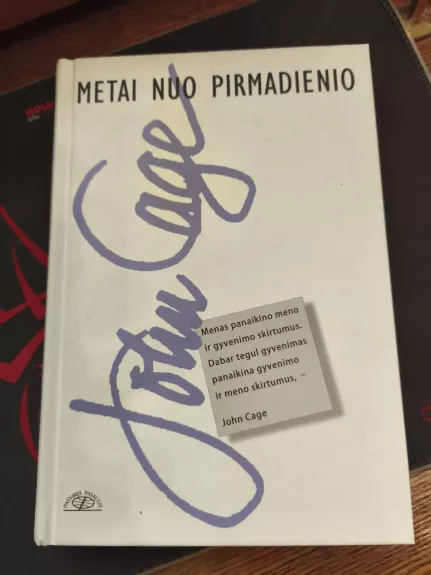 METAI NUO PIRMADIENIO
John Cage
Menas panaikino meno
ir gyvenimo skirtumus.
Dabar tegul gyvenimas
panaikina gyvenimo
ir meno skirtumus, –
John Cage